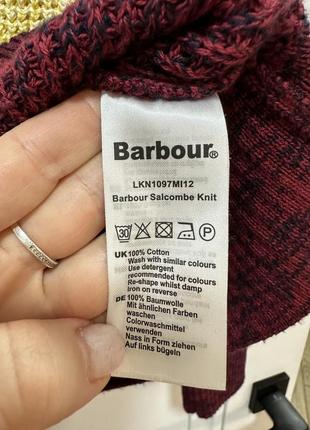 Barbour®
LKN1097MI12
Barbour Salcombe Knit
30 P
UK 100% Cotton
Wash with similar colours
Use detergent
recommended for colours
Re-shape whilst damp
Iron on reverse
DE 100% Baumwolle
Mit ähnlichen Farben
waschen
Colorwaschmittel
verwenden
Nass in Form ziehen
Auf links bügeln